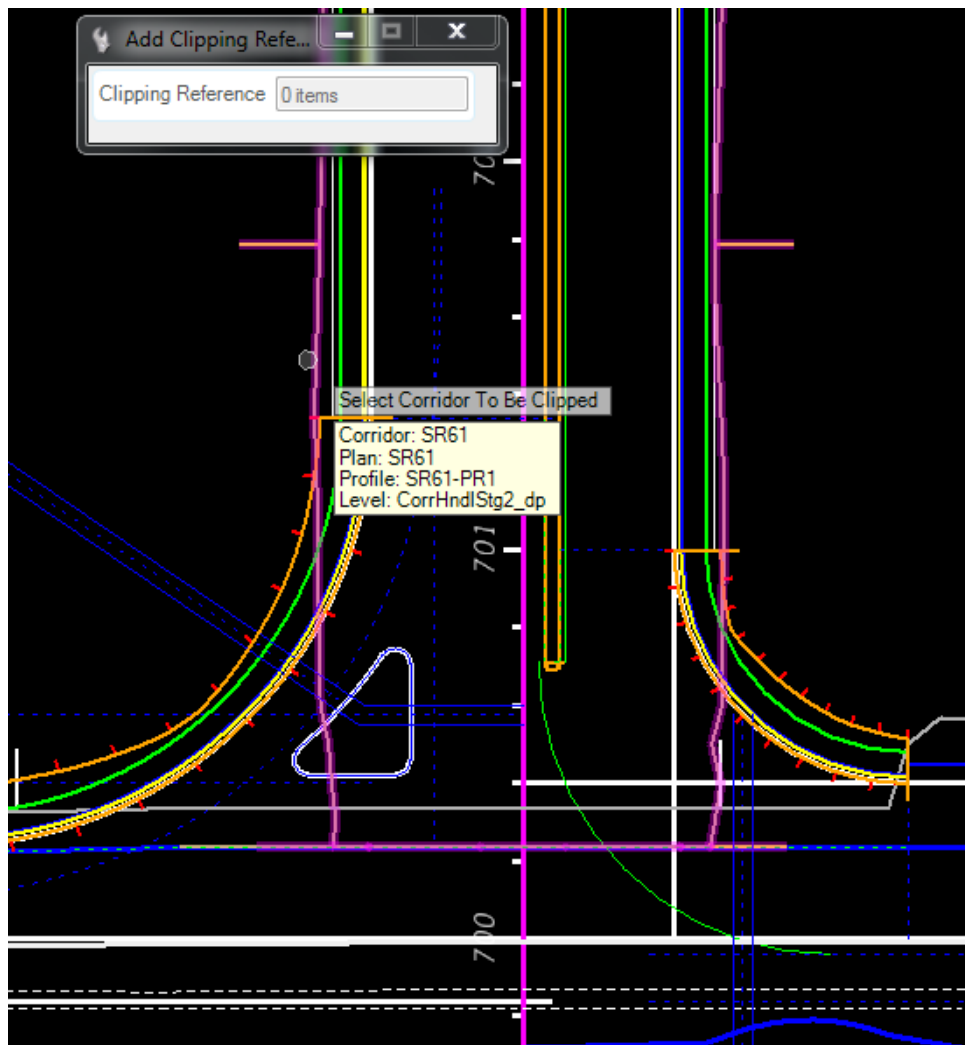 Add Clipping Refe...
Clipping Reference 0 items
70
Select Corridor To Be Clipped
Corridor: SR61
Plan: SR61
Profile: SR61-PR1
Level: CorrHndlStg2_dp
701
700